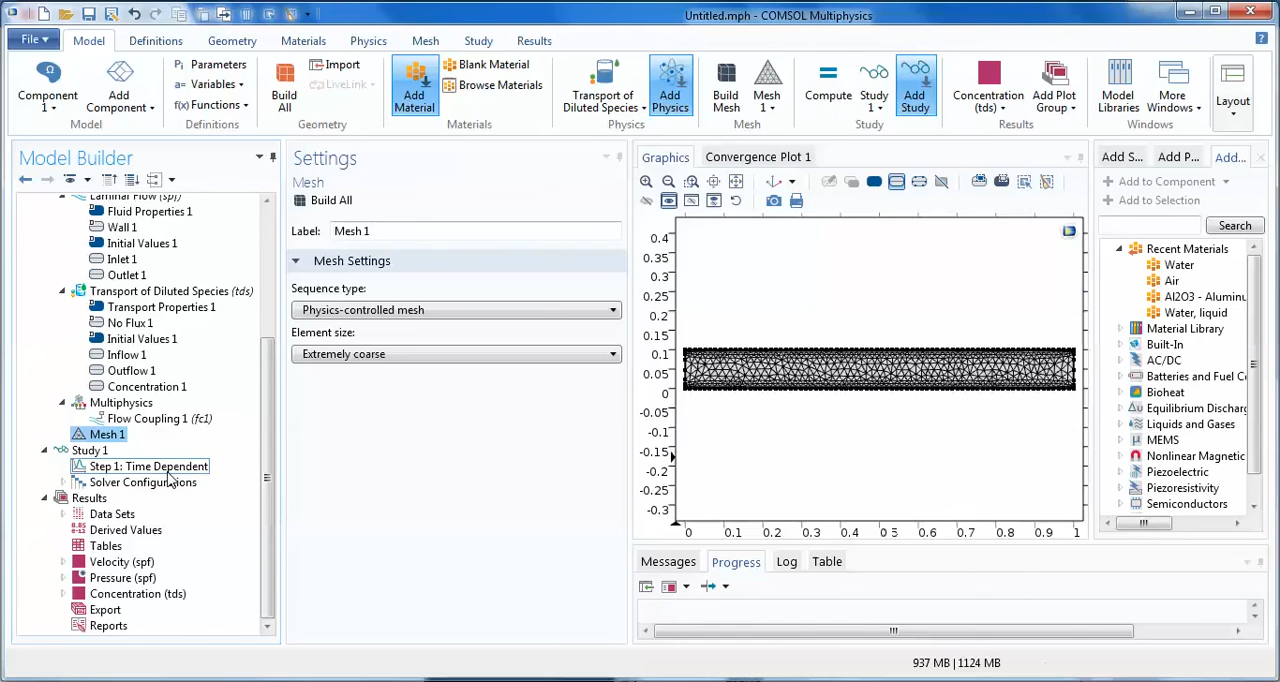 Untitled.mph - COMSOL Multiphysics
File Model Definitions Geometry Materials Physics Mesh Study Results
Component 1
Add Component
Model
Pi Parameters
a= Variables
f(x) Functions
Definitions
Build All
Import
LiveLink
Geometry
Add Material
Blank Material
Browse Materials
Materials
Transport of Diluted Species
Add Physics
Physics
Build Mesh
Mesh 1
Mesh
Compute
Study 1
Add Study
Study
Concentration (tds)
Add Plot Group
Results
Model Libraries
More Windows
Windows
Layout
Model Builder
Laminar Flow (spf)
Fluid Properties 1
Wall 1
Initial Values 1
Inlet 1
Outlet 1
Transport of Diluted Species (tds)
Transport Properties 1
No Flux 1
Initial Values 1
Inflow 1
Outflow 1
Concentration 1
Multiphysics
Flow Coupling 1 (fc1)
Mesh 1
Study 1
Step 1: Time Dependent
Solver Configurations
Results
Data Sets
Derived Values
Tables
Velocity (spf)
Pressure (spf)
Concentration (tds)
Export
Reports
Settings
Mesh
Build All
Label: Mesh 1
Mesh Settings
Sequence type:
Physics-controlled mesh
Element size:
Extremely coarse
Graphics Convergence Plot 1
0.4
0.35
0.3
0.25
0.2
0.15
0.1
0.05
0
-0.05
-0.1
-0.15
-0.2
-0.25
-0.3
0 0.1 0.2 0.3 0.4 0.5 0.6 0.7 0.8 0.9 1
Messages Progress Log Table
Add S... Add P... Add...
Add to Component
Add to Selection
Search
Recent Materials
Water
Air
Al2O3 - Aluminu
Water, liquid
Material Library
Built-In
AC/DC
Batteries and Fuel C
Bioheat
Equilibrium Discharg
Liquids and Gases
MEMS
Nonlinear Magnetic
Piezoelectric
Piezoresistivity
Semiconductors
937 MB | 1124 MB